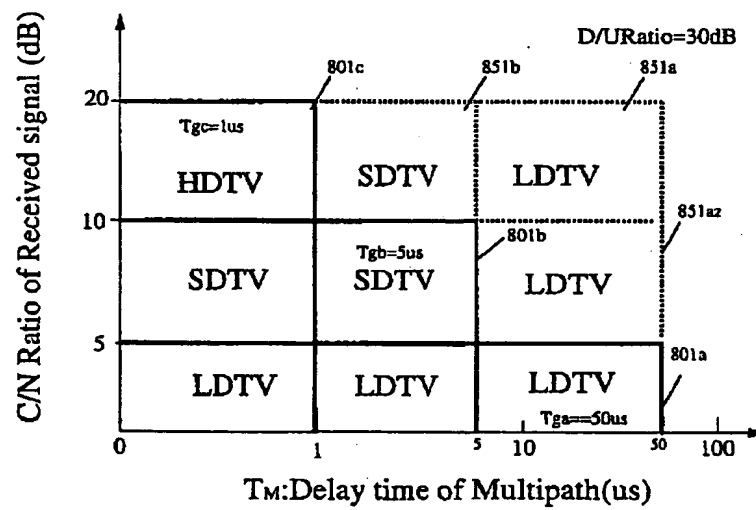 D/URatio=30dB
801c
851b
851a
20
Tgc=1us
HDTV
SDTV
LDTV
851az
10
801b
Tgb=5us
SDTV
SDTV
LDTV
5
801a
LDTV
LDTV
LDTV
Tga==50us
0
1
5
10
50
100
C/N Ratio of Received signal (dB)
TM:Delay time of Multipath(us)